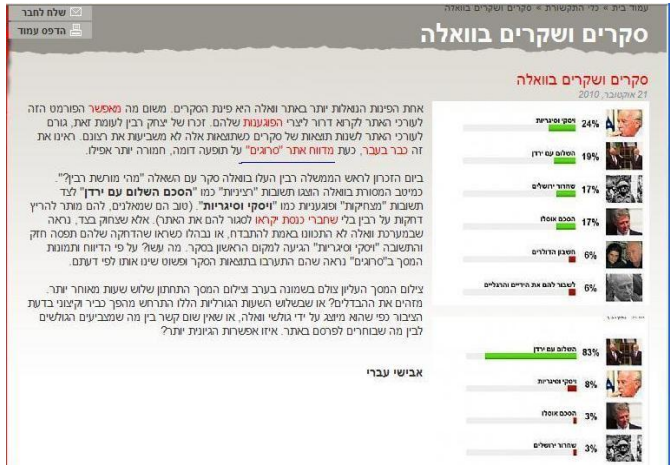 עמוד בית » כלי התקשורת » סקרים ושקרים בוואלה
שלח לחבר
הדפס עמוד
סקרים ושקרים בוואלה
סקרים ושקרים בוואלה
21 אוקטובר, 2010
אחת הפינות הנואלות יותר באתר וואלה היא פינת הסקרים. משום מה מאפשר הפורמט הזה
לעורכי האתר לקרוא דרור ליצרי הפוגענות שלהם. זכרו של יצחק רבין לעומת זאת, גורם
לעורכי האתר לשנות תוצאות של סקרים כשתוצאות אלה לא משביעות את רצונם. ראינו את
זה כבר בעבר, כעת מדווח אתר "סרוגים" על תופעה דומה, חמורה יותר אפילו.
ביום הזכרון לראש הממשלה רבין העלו בוואלה סקר עם השאלה "מהי מורשת רבין?".
כמיטב המסורת בוואלה הוצגו תשובות "רציניות" כמו "הסכם השלום עם ירדן" לצד
תשובות "מצחיקות" ופוגעניות כמו "ויסקי וסיגריות". (טוב הם שמאלנים, להם מותר להריץ
דחקות על רבין בלי שחברי כנסת יקראו לסגור להם את האתר). אלא שצחוק בצד, נראה
שבמערכת וואלה לא התכוונו באמת להתבדח, או נבהלו כשראו שהדחקה שלהם תפסה חזק
והתשובה "ויסקי וסיגריות" הגיעה למקום הראשון בסקר. מה עשו? על פי הדיווח ותמונות
המסך ב"סרוגים" נראה שהם התערבו בתוצאות הסקר ופשוט שינו אותו לפי דעתם.
צילום המסך העליון צולם בשמונה בערב וצילום המסך התחתון שלוש שעות מאוחר יותר.
מזהים את ההבדלים? או שבשלוש השעות הגורליות הללו התרחש מהפך כביר וקיצוני בדעת
הציבור כפי שהוא מיוצג על ידי גולשי וואלה, או שאין שום קשר בין מה שמצביעים הגולשים
לבין מה שבוחרים לפרסם באתר. איזו אפשרות הגיונית יותר?
אבישי עברי
24% ויסקי וסיגריות
19% השלום עם ירדן
17% שחרור ירושלים
17% הסכם אוסלו
6% חשבון הדולרים
6% לשבור להם את הידיים והרגליים
83% השלום עם ירדן
8% ויסקי וסיגריות
3% הסכם אוסלו
3% שחרור ירושלים